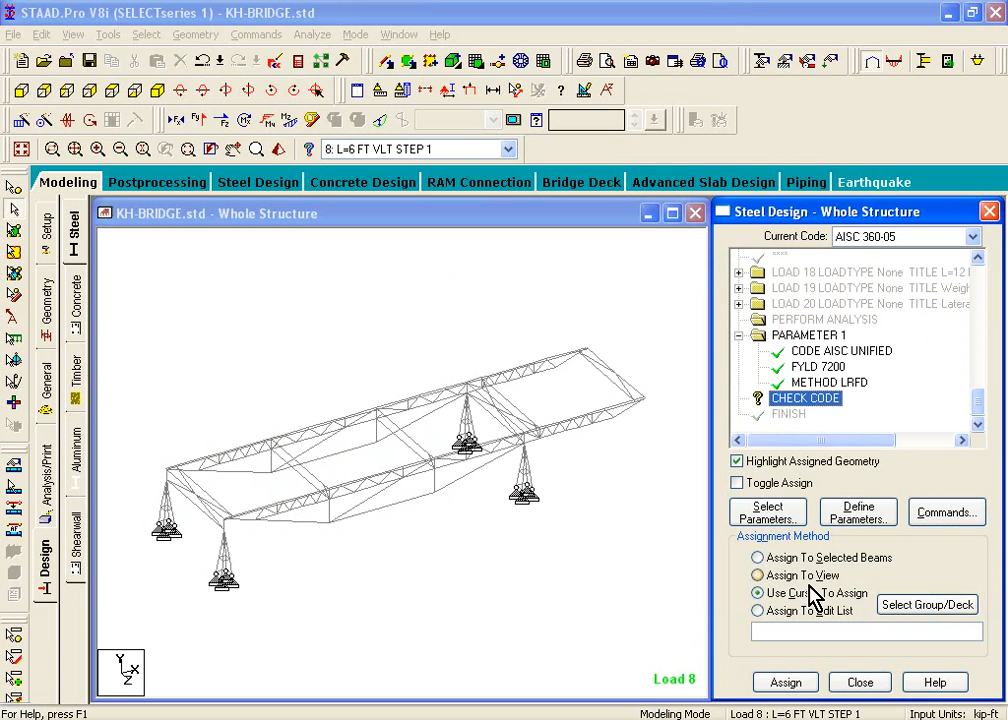 STAAD.Pro V8i (SELECTseries 1) - KH-BRIDGE.std
File Edit View Tools Select Geometry Commands Analyze Mode Window Help
8: L=6 FT VLT STEP 1
Modeling Postprocessing Steel Design Concrete Design RAM Connection Bridge Deck Advanced Slab Design Piping Earthquake
Setup
Geometry
General
Analysis/Print
Design
Steel
Concrete
Timber
Aluminum
Shearwall
KH-BRIDGE.std - Whole Structure
Y
X
Z
Load 8
Steel Design - Whole Structure
Current Code: AISC 360-05
LOAD 18 LOADTYPE None TITLE L=12
LOAD 19 LOADTYPE None TITLE Weig
LOAD 20 LOADTYPE None TITLE Latera
PERFORM ANALYSIS
PARAMETER 1
CODE AISC UNIFIED
FYLD 7200
METHOD LRFD
CHECK CODE
FINISH
Highlight Assigned Geometry
Toggle Assign
Select Parameters..
Define Parameters...
Commands...
Assignment Method
Assign To Selected Beams
Assign To View
Use Cursor To Assign
Assign To Edit List
Select Group/Deck
Assign Close Help
For Help, press F1
Modeling Mode Load 8 : L=6 FT VLT STEP 1 Input Units: kip-ft